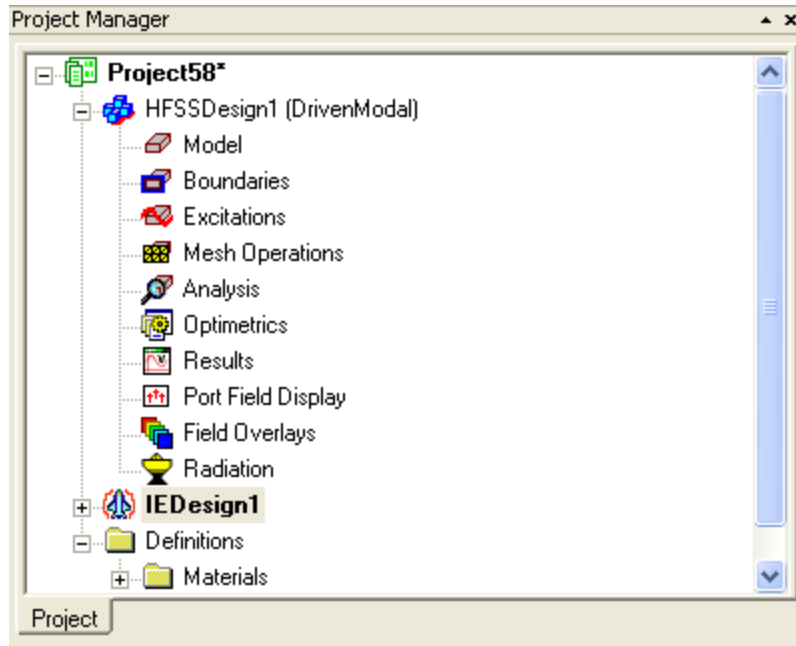 Project Manager
Project58*
HFSSDesign1 (DrivenModal)
Model
Boundaries
Excitations
Mesh Operations
Analysis
Optimetrics
Results
Port Field Display
Field Overlays
Radiation
IEDesign1
Definitions
Materials
Project